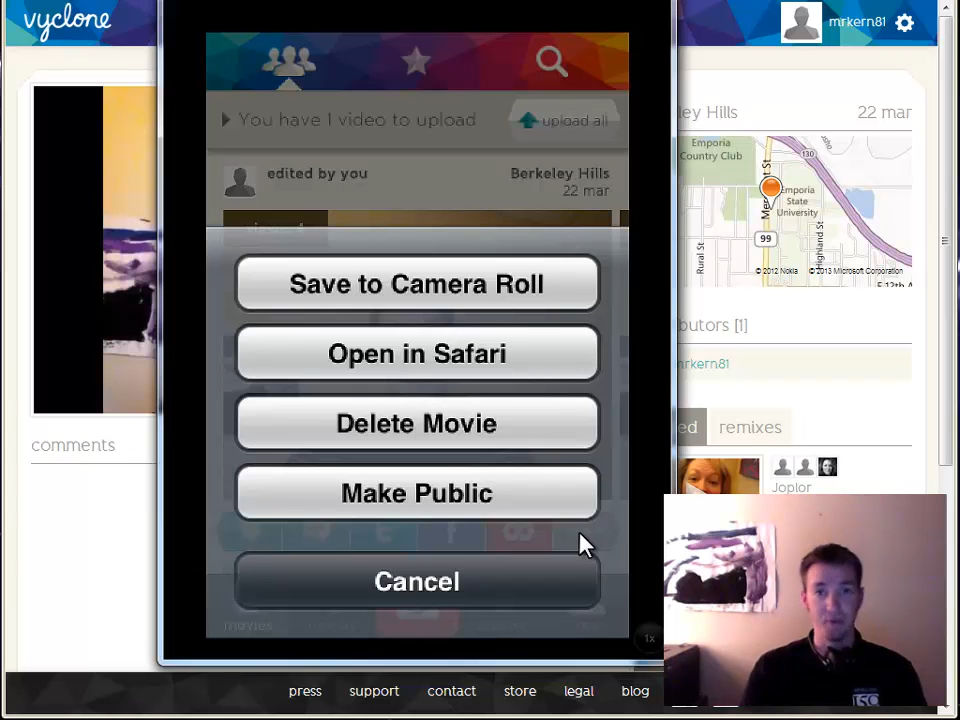 vyclone
mrkern81
You have 1 video to upload
upload all
edited by you
Berkeley Hills
22 mar
Save to Camera Roll
Open in Safari
Delete Movie
Make Public
Cancel
movies
1x
ley Hills
22 mar
Emporia
Country Club
130
Emporia
State
University
99
Rural St
Highland St
© 2012 Nokia © 2013 Microsoft Corporation
E 12th A
butors [1]
mrkern81
ed
remixes
Joplor
comments
press
support
contact
store
legal
blog